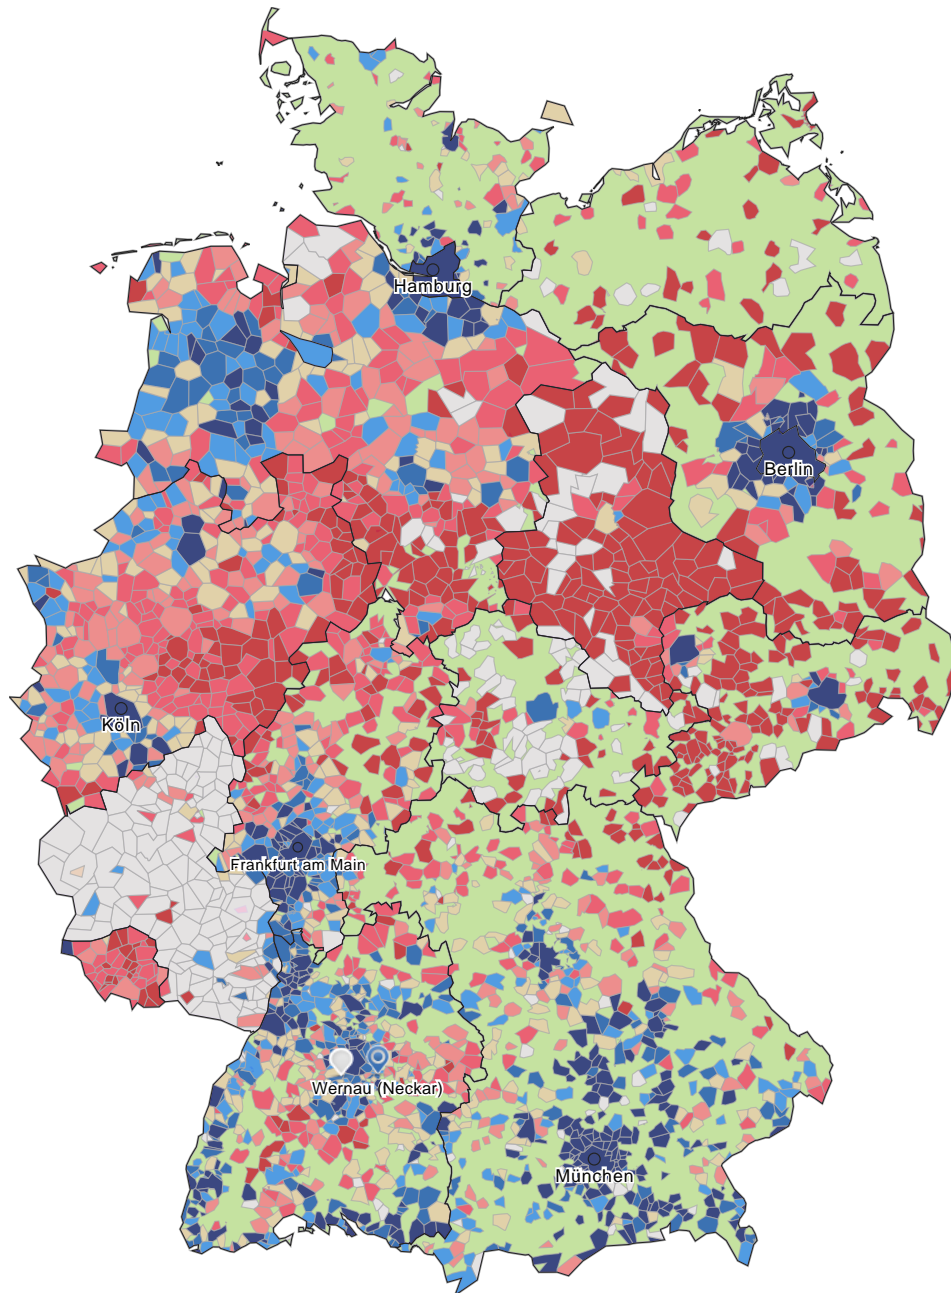 Hamburg
Berlin
Köln
Frankfurt am Main
Wernau (Neckar)
München